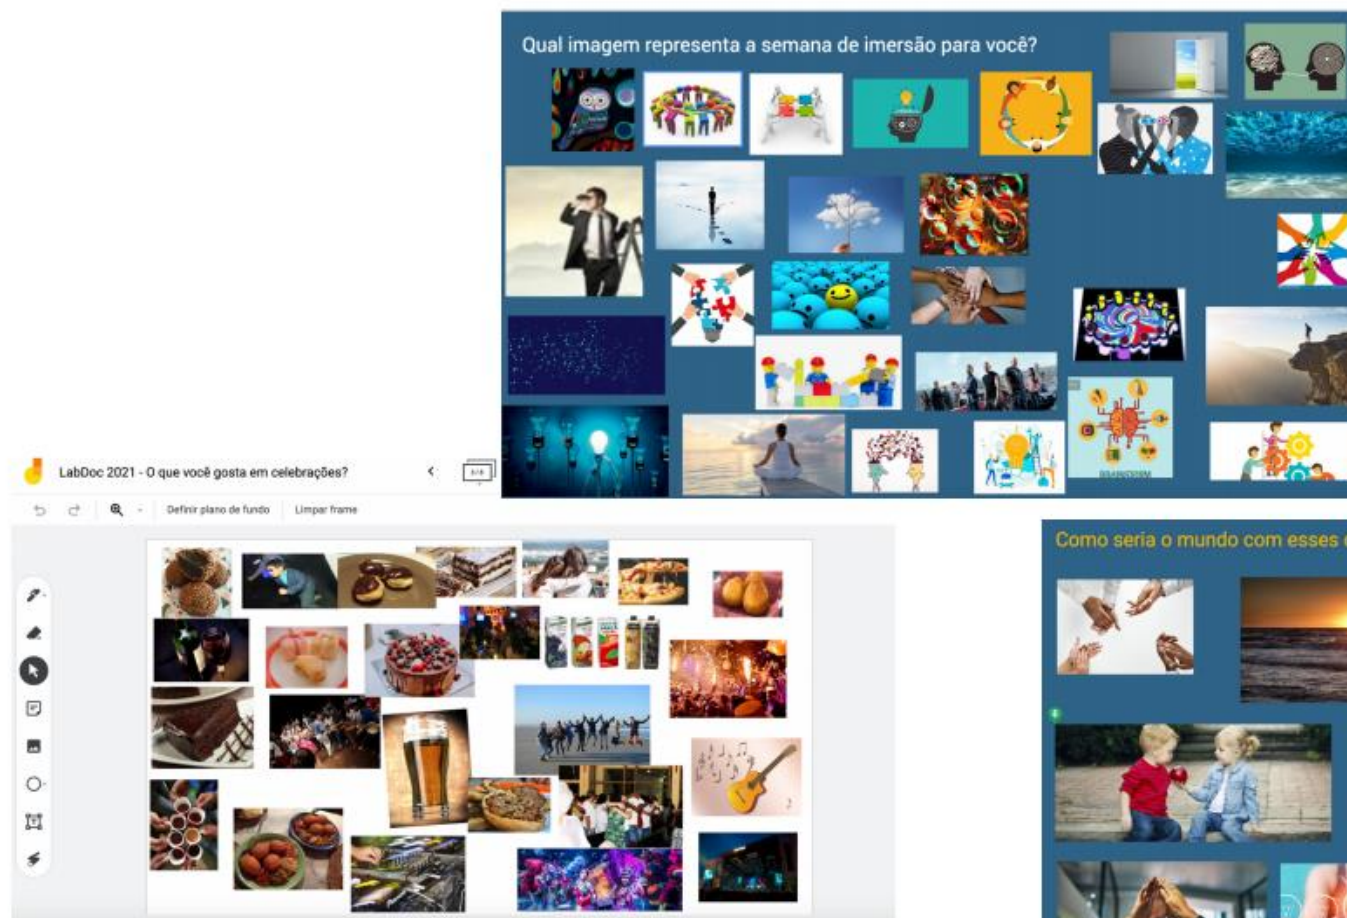 Qual imagem representa a semana de imersão para você?
LabDoc 2021 - O que você gosta em celebrações?
Definir plano de fundo
Limpar frame
Como seria o mundo com esses